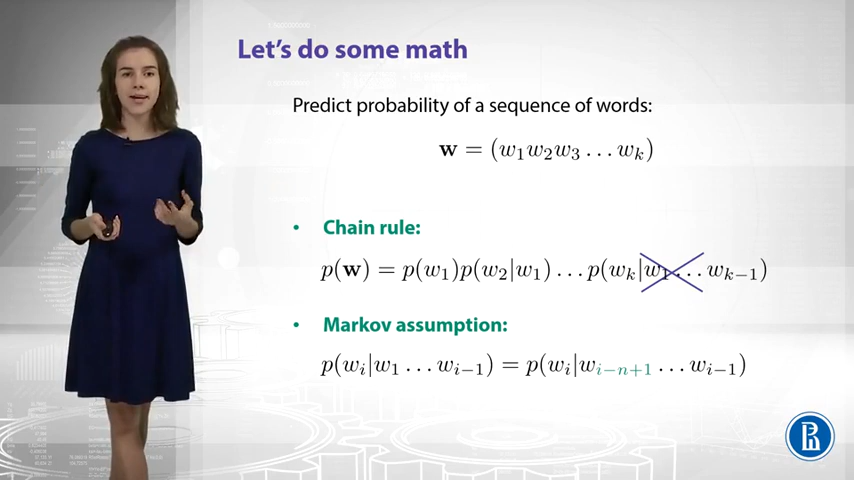 Let's do some math
Predict probability of a sequence of words:
w = (w₁w₂w₃ … wₖ)
• Chain rule:
p(w) = p(w₁)p(w₂|w₁) … p(wₖ|w₁ … wₖ₋₁)
• Markov assumption:
p(wᵢ|w₁ … wᵢ₋₁) = p(wᵢ|wᵢ₋ₙ₊₁ … wᵢ₋₁)